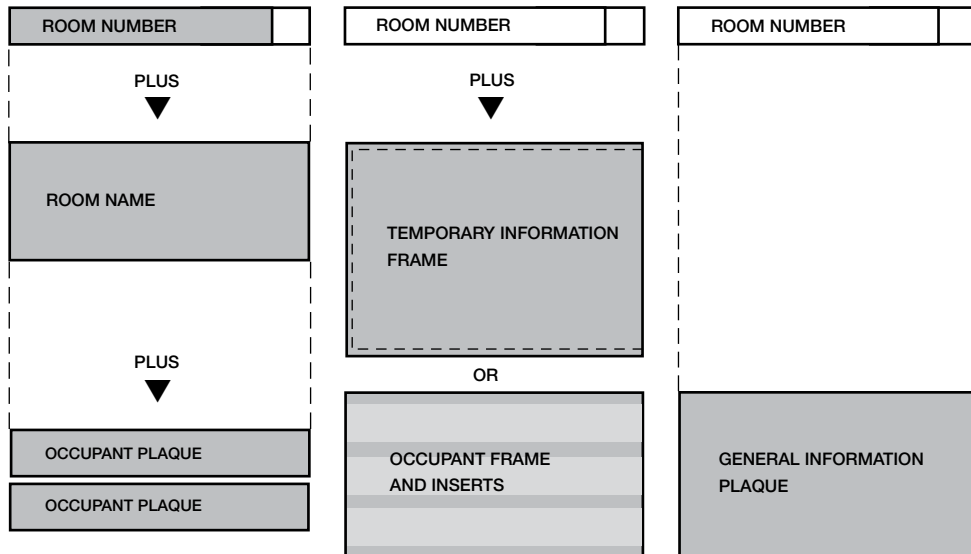 ROOM NUMBER
PLUS
ROOM NAME
PLUS
OCCUPANT PLAQUE
OCCUPANT PLAQUE
ROOM NUMBER
PLUS
TEMPORARY INFORMATION
FRAME
OR
OCCUPANT FRAME
AND INSERTS
ROOM NUMBER
GENERAL INFORMATION
PLAQUE